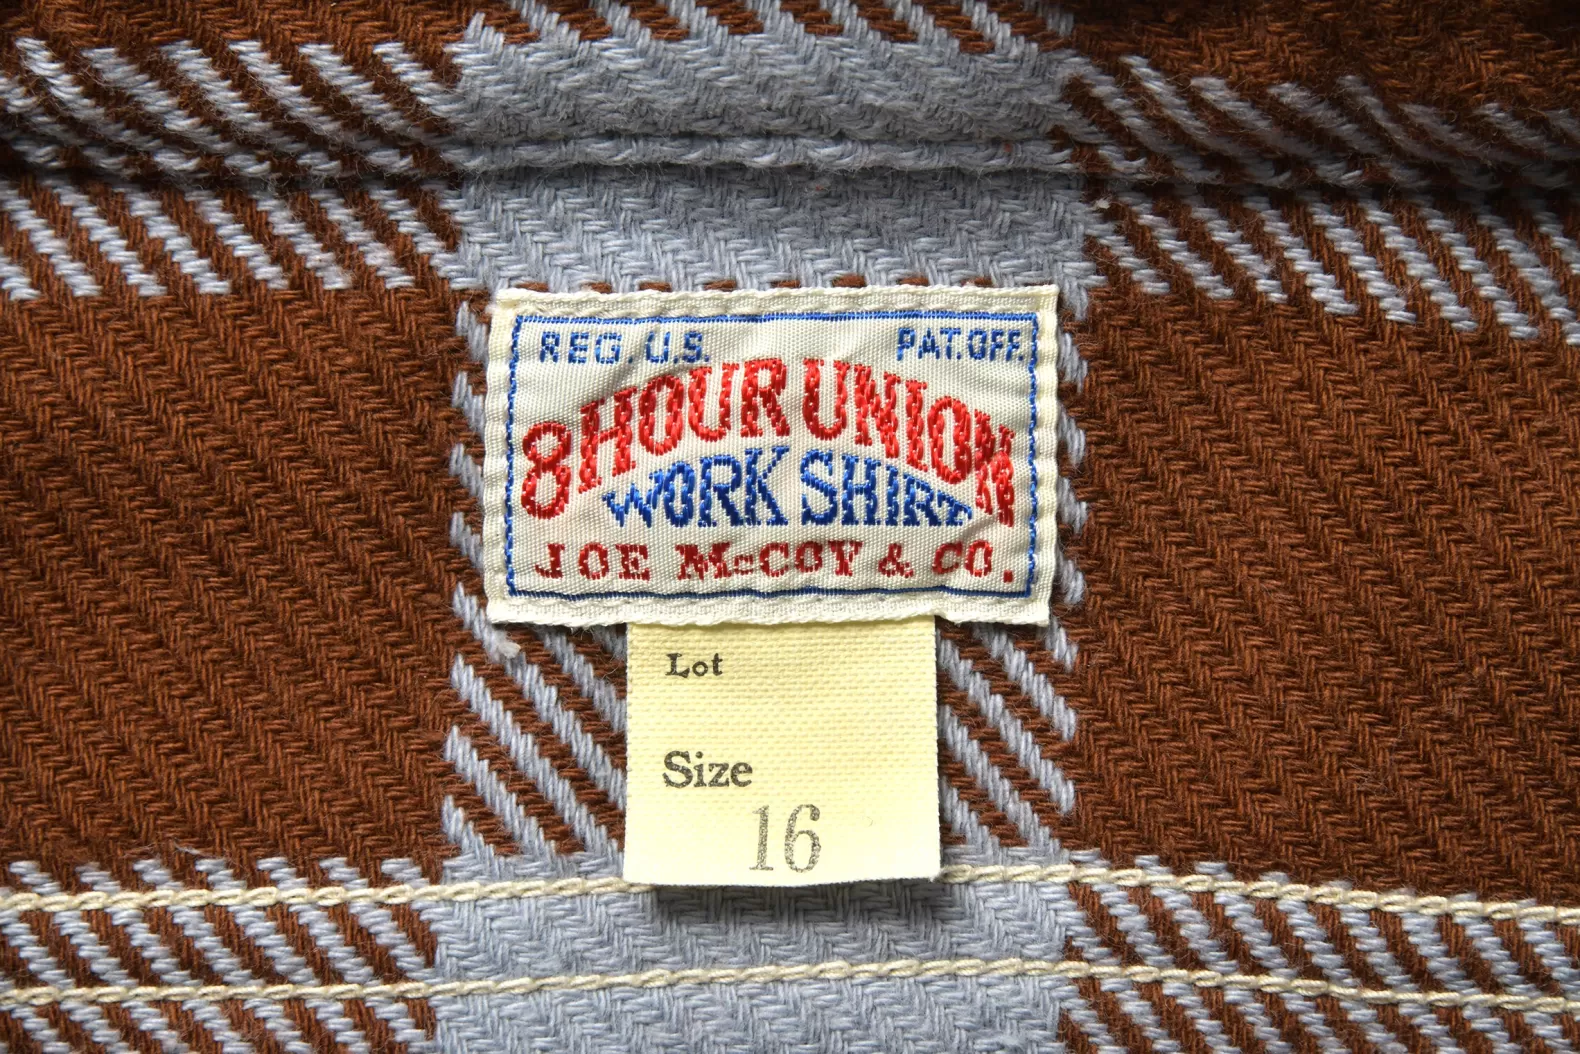 REG. U.S. PAT. OFF.
8 HOUR UNION
WORK SHIRT
JOE McCOY & CO.
Lot
Size
16